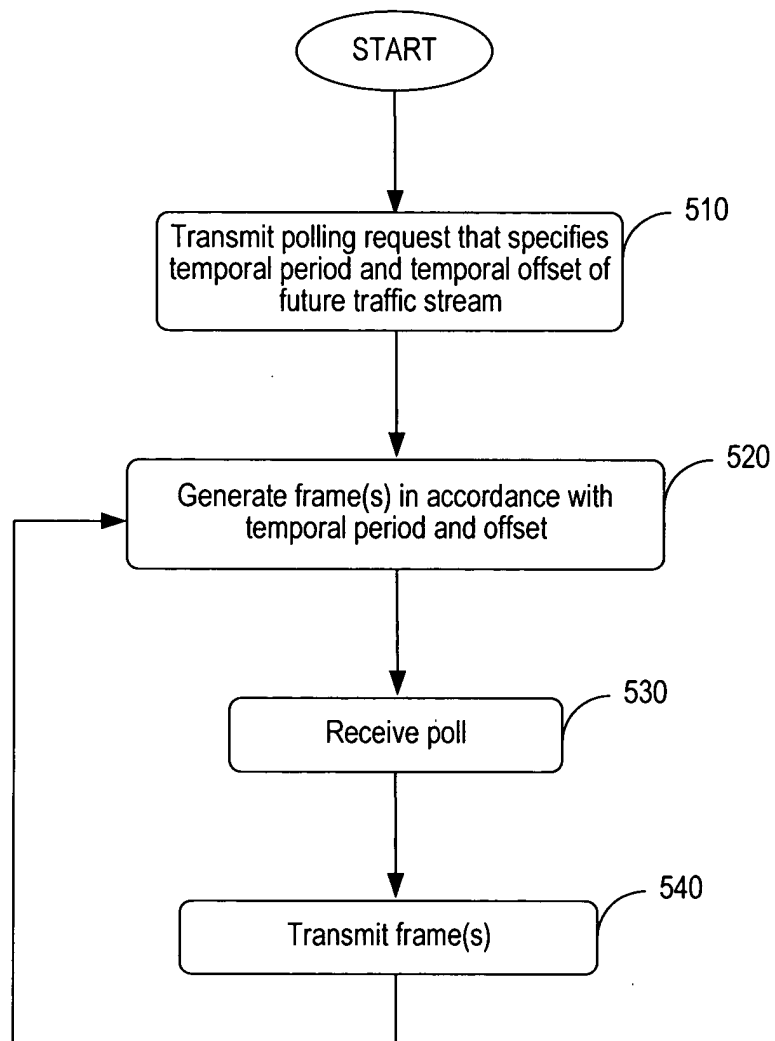 START
510
Transmit polling request that specifies
temporal period and temporal offset of
future traffic stream
520
Generate frame(s) in accordance with
temporal period and offset
530
Receive poll
540
Transmit frame(s)